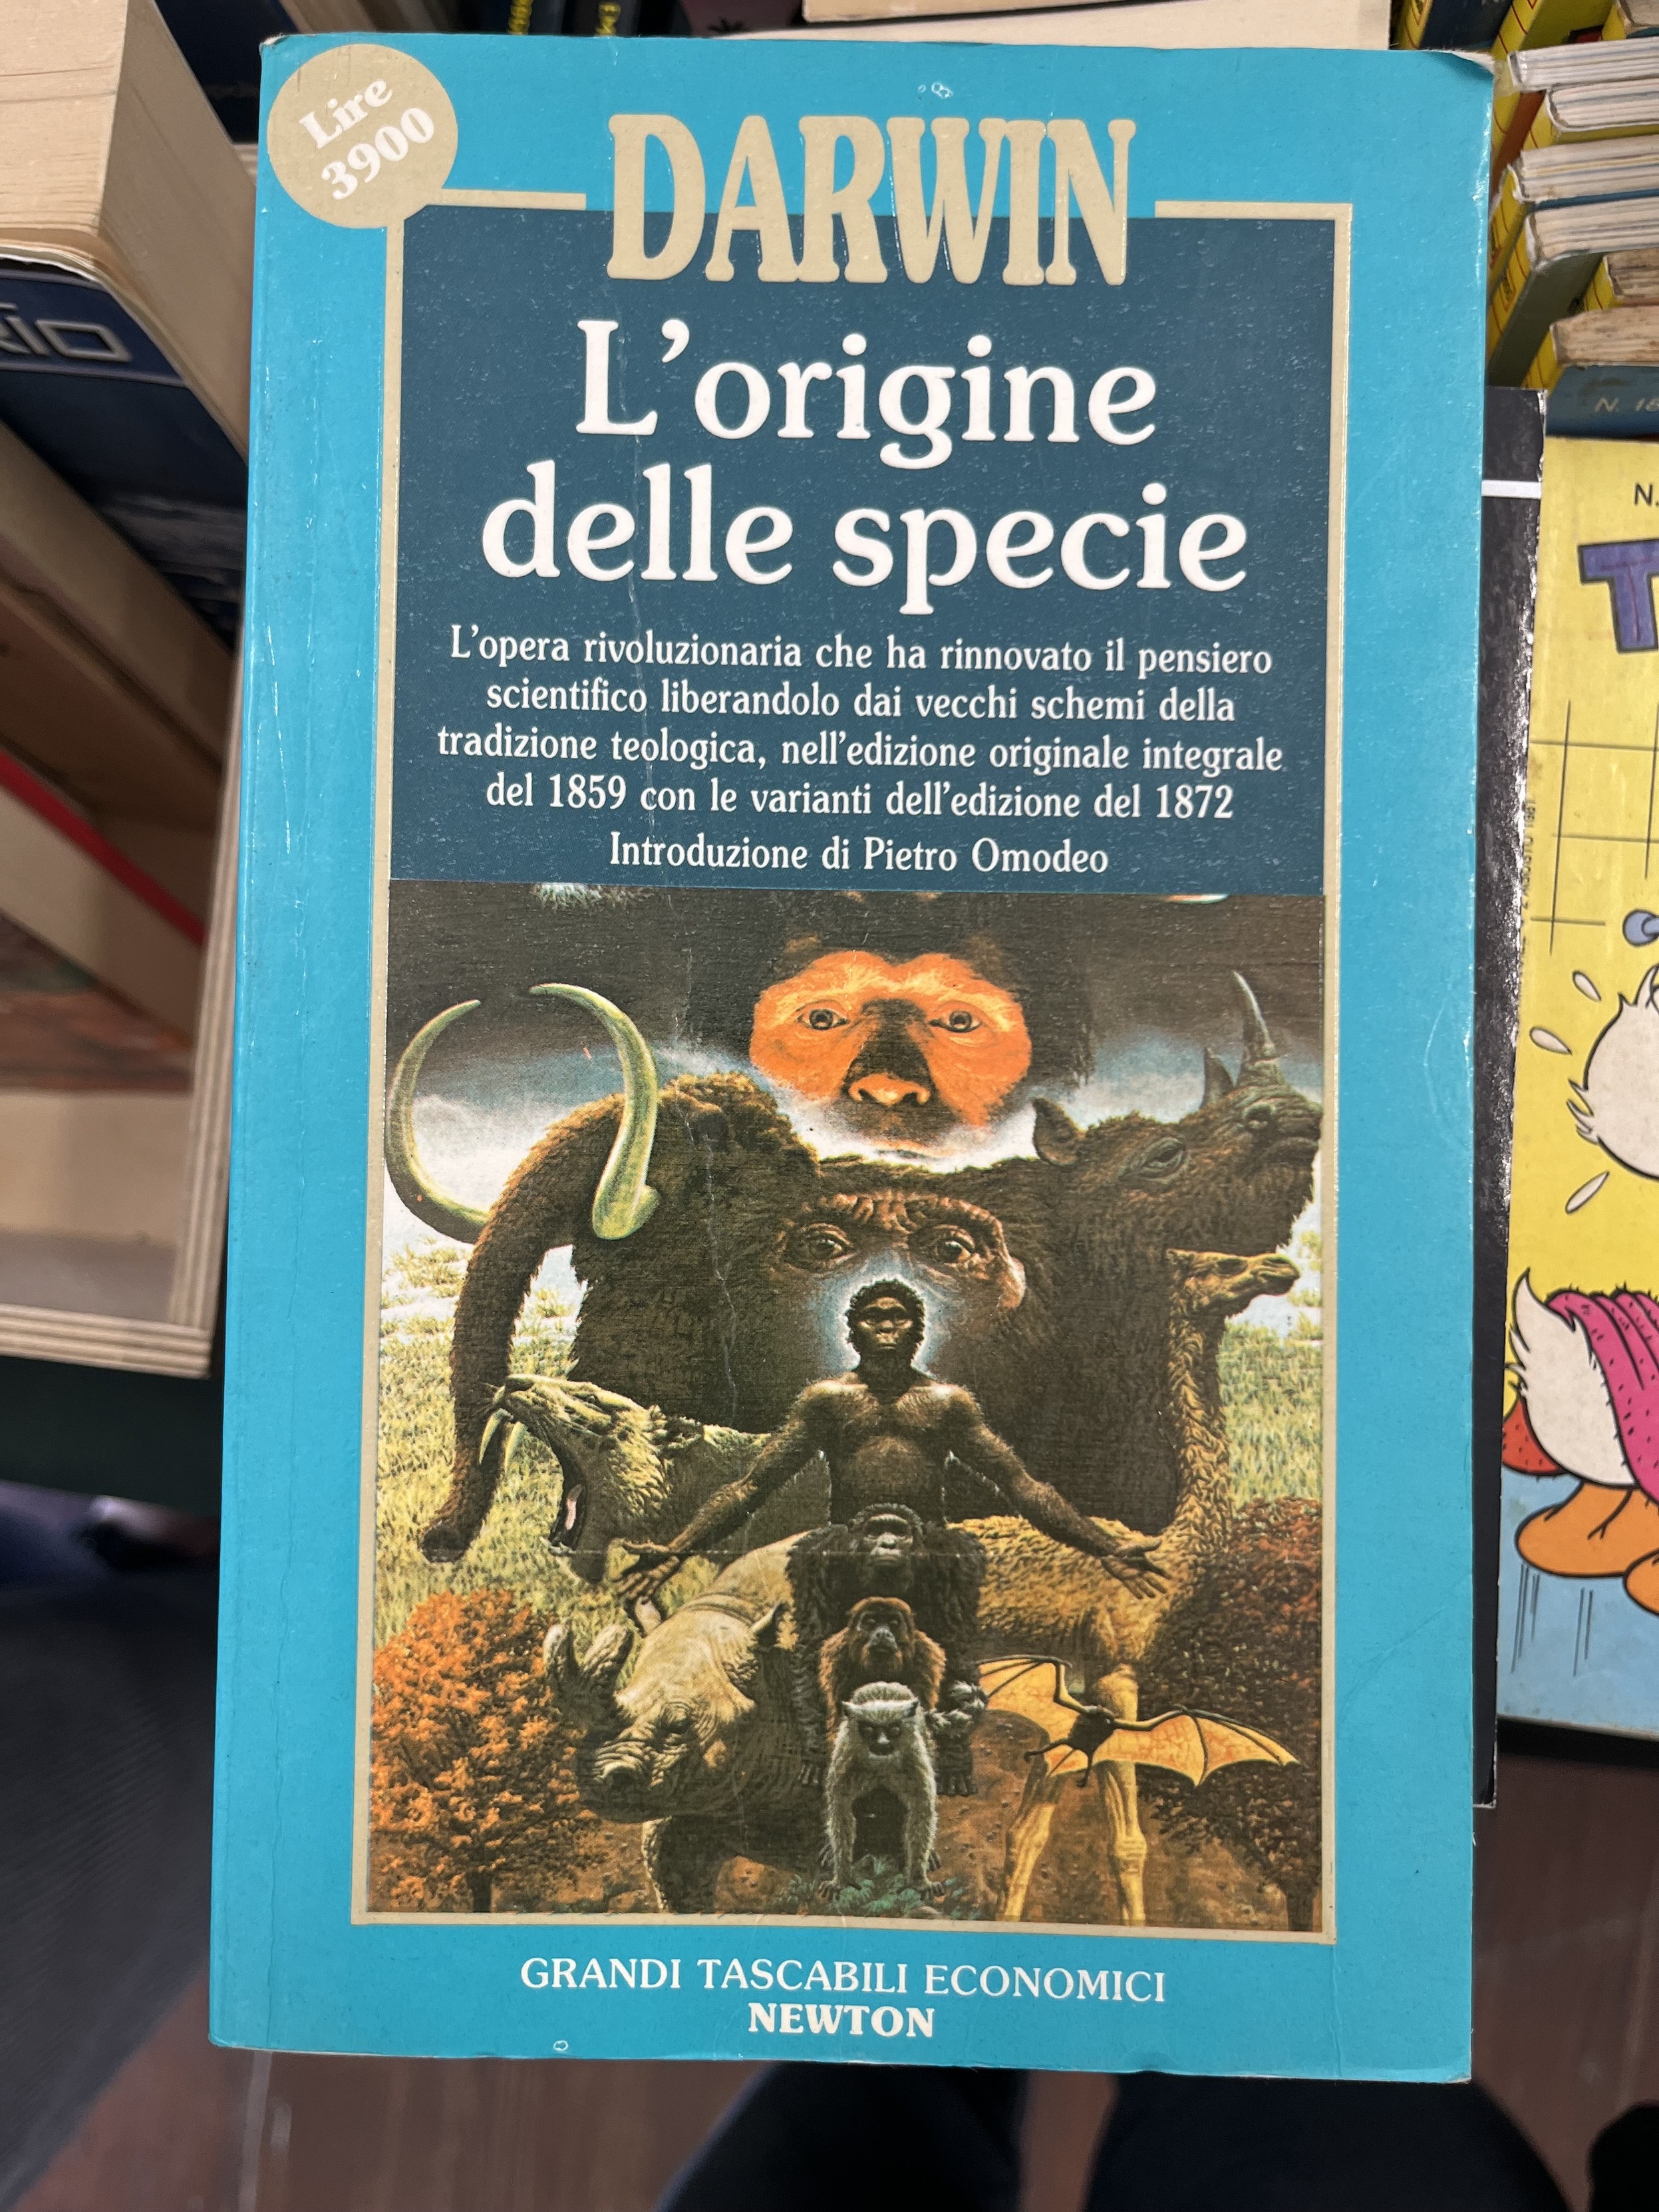 Lire
3900
DARWIN
L'origine
delle specie
L'opera rivoluzionaria che ha rinnovato il pensiero
scientifico liberandolo dai vecchi schemi della
tradizione teologica, nell'edizione originale integrale
del 1859 con le varianti dell'edizione del 1872
Introduzione di Pietro Omodeo
GRANDI TASCABILI ECONOMICI
NEWTON
N.
T